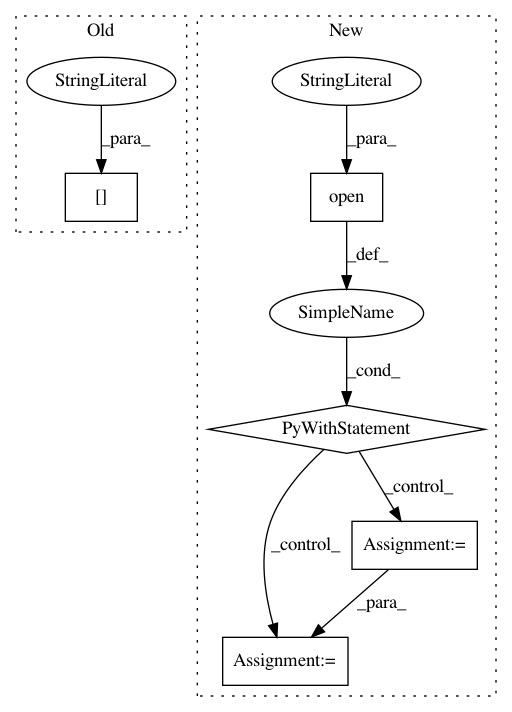 Old
New
StringLiteral
StringLiteral
_para_
_para_
[]
open
_def_
SimpleName
_cond_
PyWithStatement
_control_
_control_
Assignment:=
_para_
Assignment:=